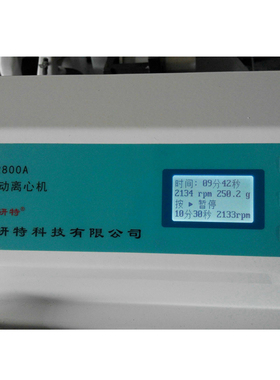 800A
动离心机
研特®
研特科技有限公司
时间: 09分42秒
2134 rpm 250.2 g
按 ▶ 暂停
10分30秒 2133rpm